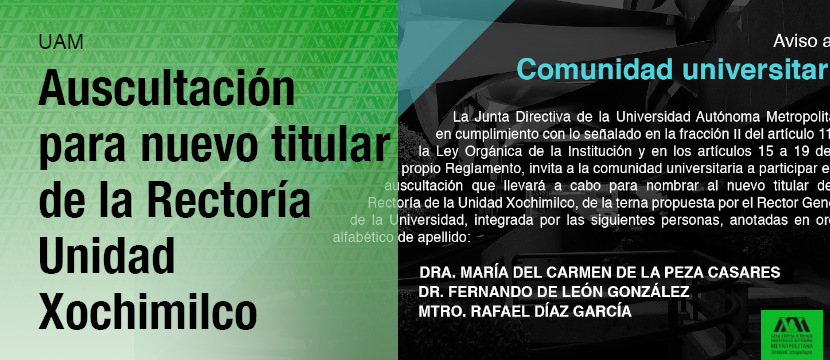 UAM
Auscultación
para nuevo titular
de la Rectoría
Unidad
Xochimilco
Aviso a
Comunidad universitar
La Junta Directiva de la Universidad Autónoma Metropolita
en cumplimiento con lo señalado en la fracción II del artículo 11
la Ley Orgánica de la Institución y en los artículos 15 a 19 de
propio Reglamento, invita a la comunidad universitaria a participar e
auscultación que llevará a cabo para nombrar al nuevo titular de
Rectoría de la Unidad Xochimilco, de la terna propuesta por el Rector Gene
de la Universidad, integrada por las siguientes personas, anotadas en or
alfabético de apellido:
DRA. MARÍA DEL CARMEN DE LA PEZA CASARES
DR. FERNANDO DE LEÓN GONZÁLEZ
MTRO. RAFAEL DÍAZ GARCÍA
METROPOLITANA